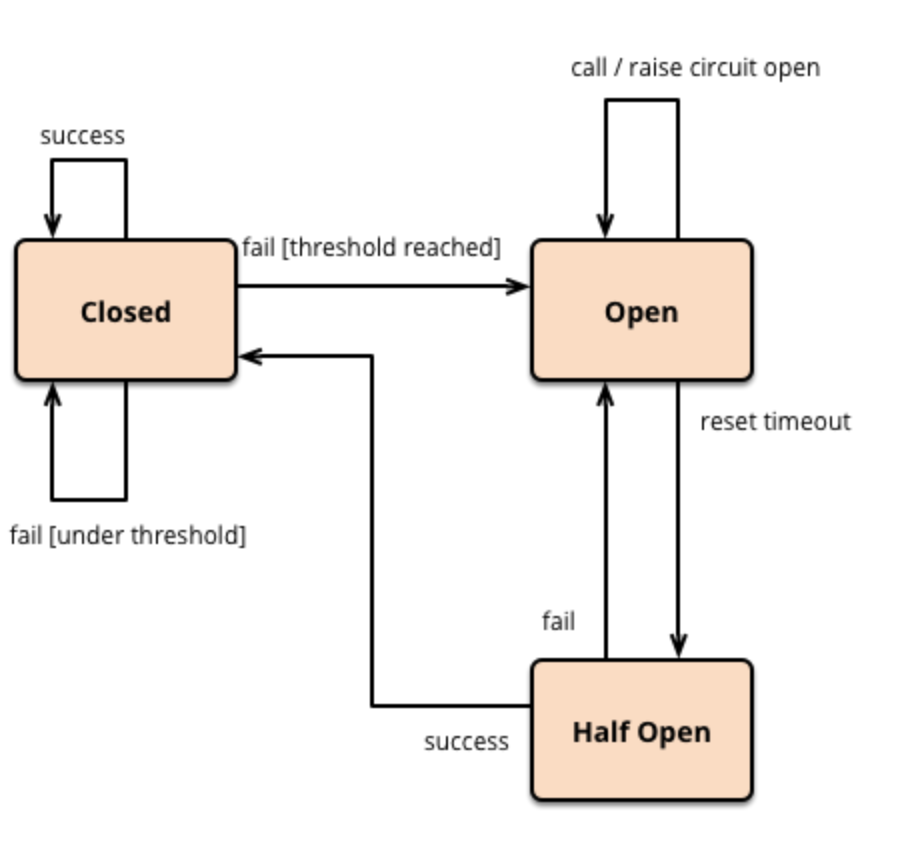 call / raise circuit open
success
fail [threshold reached]
Closed
Open
reset timeout
fail [under threshold]
fail
Half Open
success